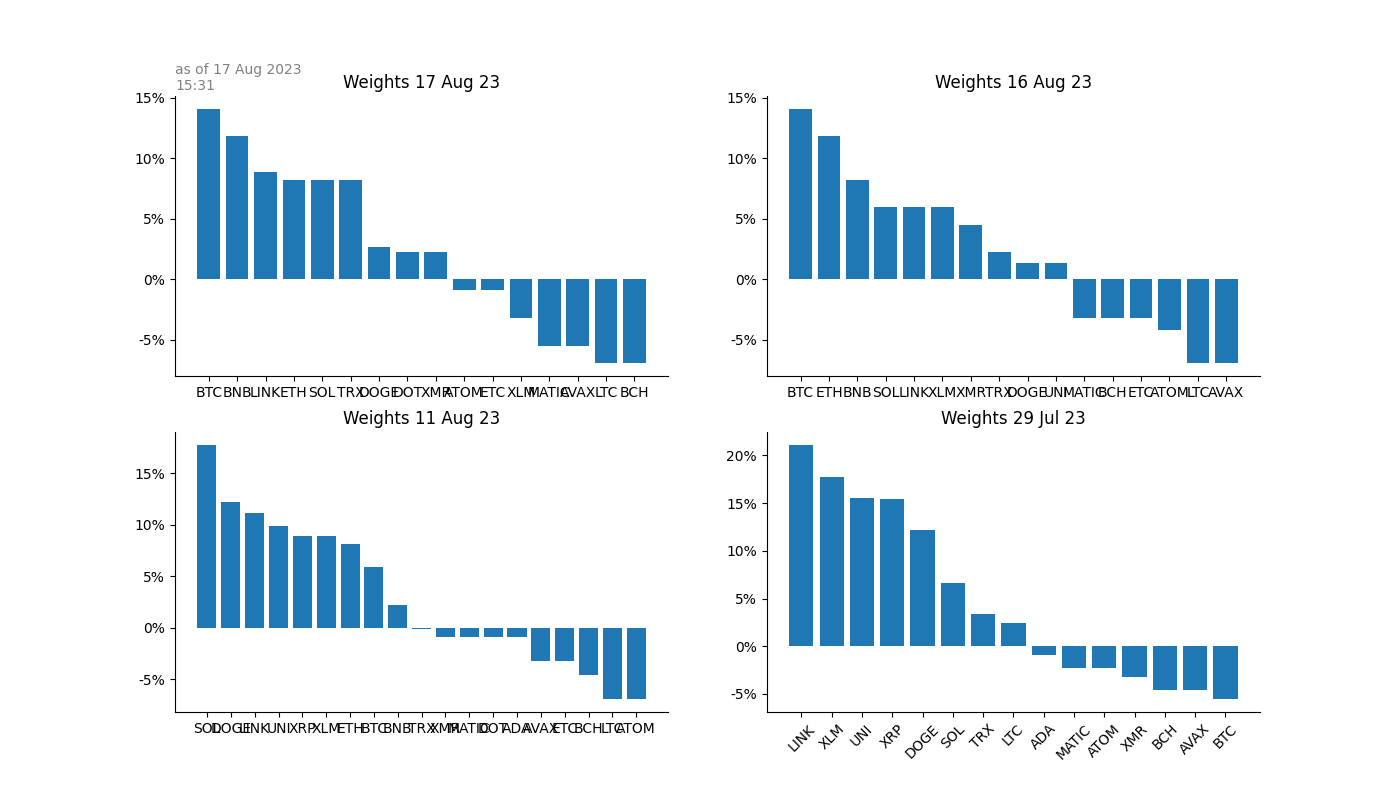 as of 17 Aug 2023
15:31
Weights 17 Aug 23
15%
10%
5%
0%
-5%
BTC BNB LINK ETH SOL TRX DOGE DOT XMR ATOM ETC XLM MATIC AVAX LTC BCH
Weights 16 Aug 23
15%
10%
5%
0%
-5%
BTC ETH BNB SOL LINK XLM XMR TRX DOGE UNI MATIC BCH ETC ATOM LTC AVAX
Weights 11 Aug 23
15%
10%
5%
0%
-5%
SOL DOGE LINK UNI XRP XLM ETH BTC BNB TRX XMR MATIC DOT ADA AVAX ETC BCH LTC ATOM
Weights 29 Jul 23
20%
15%
10%
5%
0%
-5%
LINK XLM UNI XRP DOGE SOL TRX LTC ADA MATIC ATOM XMR BCH AVAX BTC